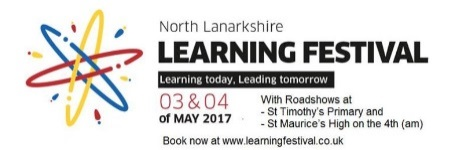 North Lanarkshire
LEARNING FESTIVAL
Learning today, Leading tomorrow
03 & 04
of MAY 2017
With Roadshows at
- St Timothy's Primary and
- St Maurice's High on the 4th (am)
Book now at www.learningfestival.co.uk